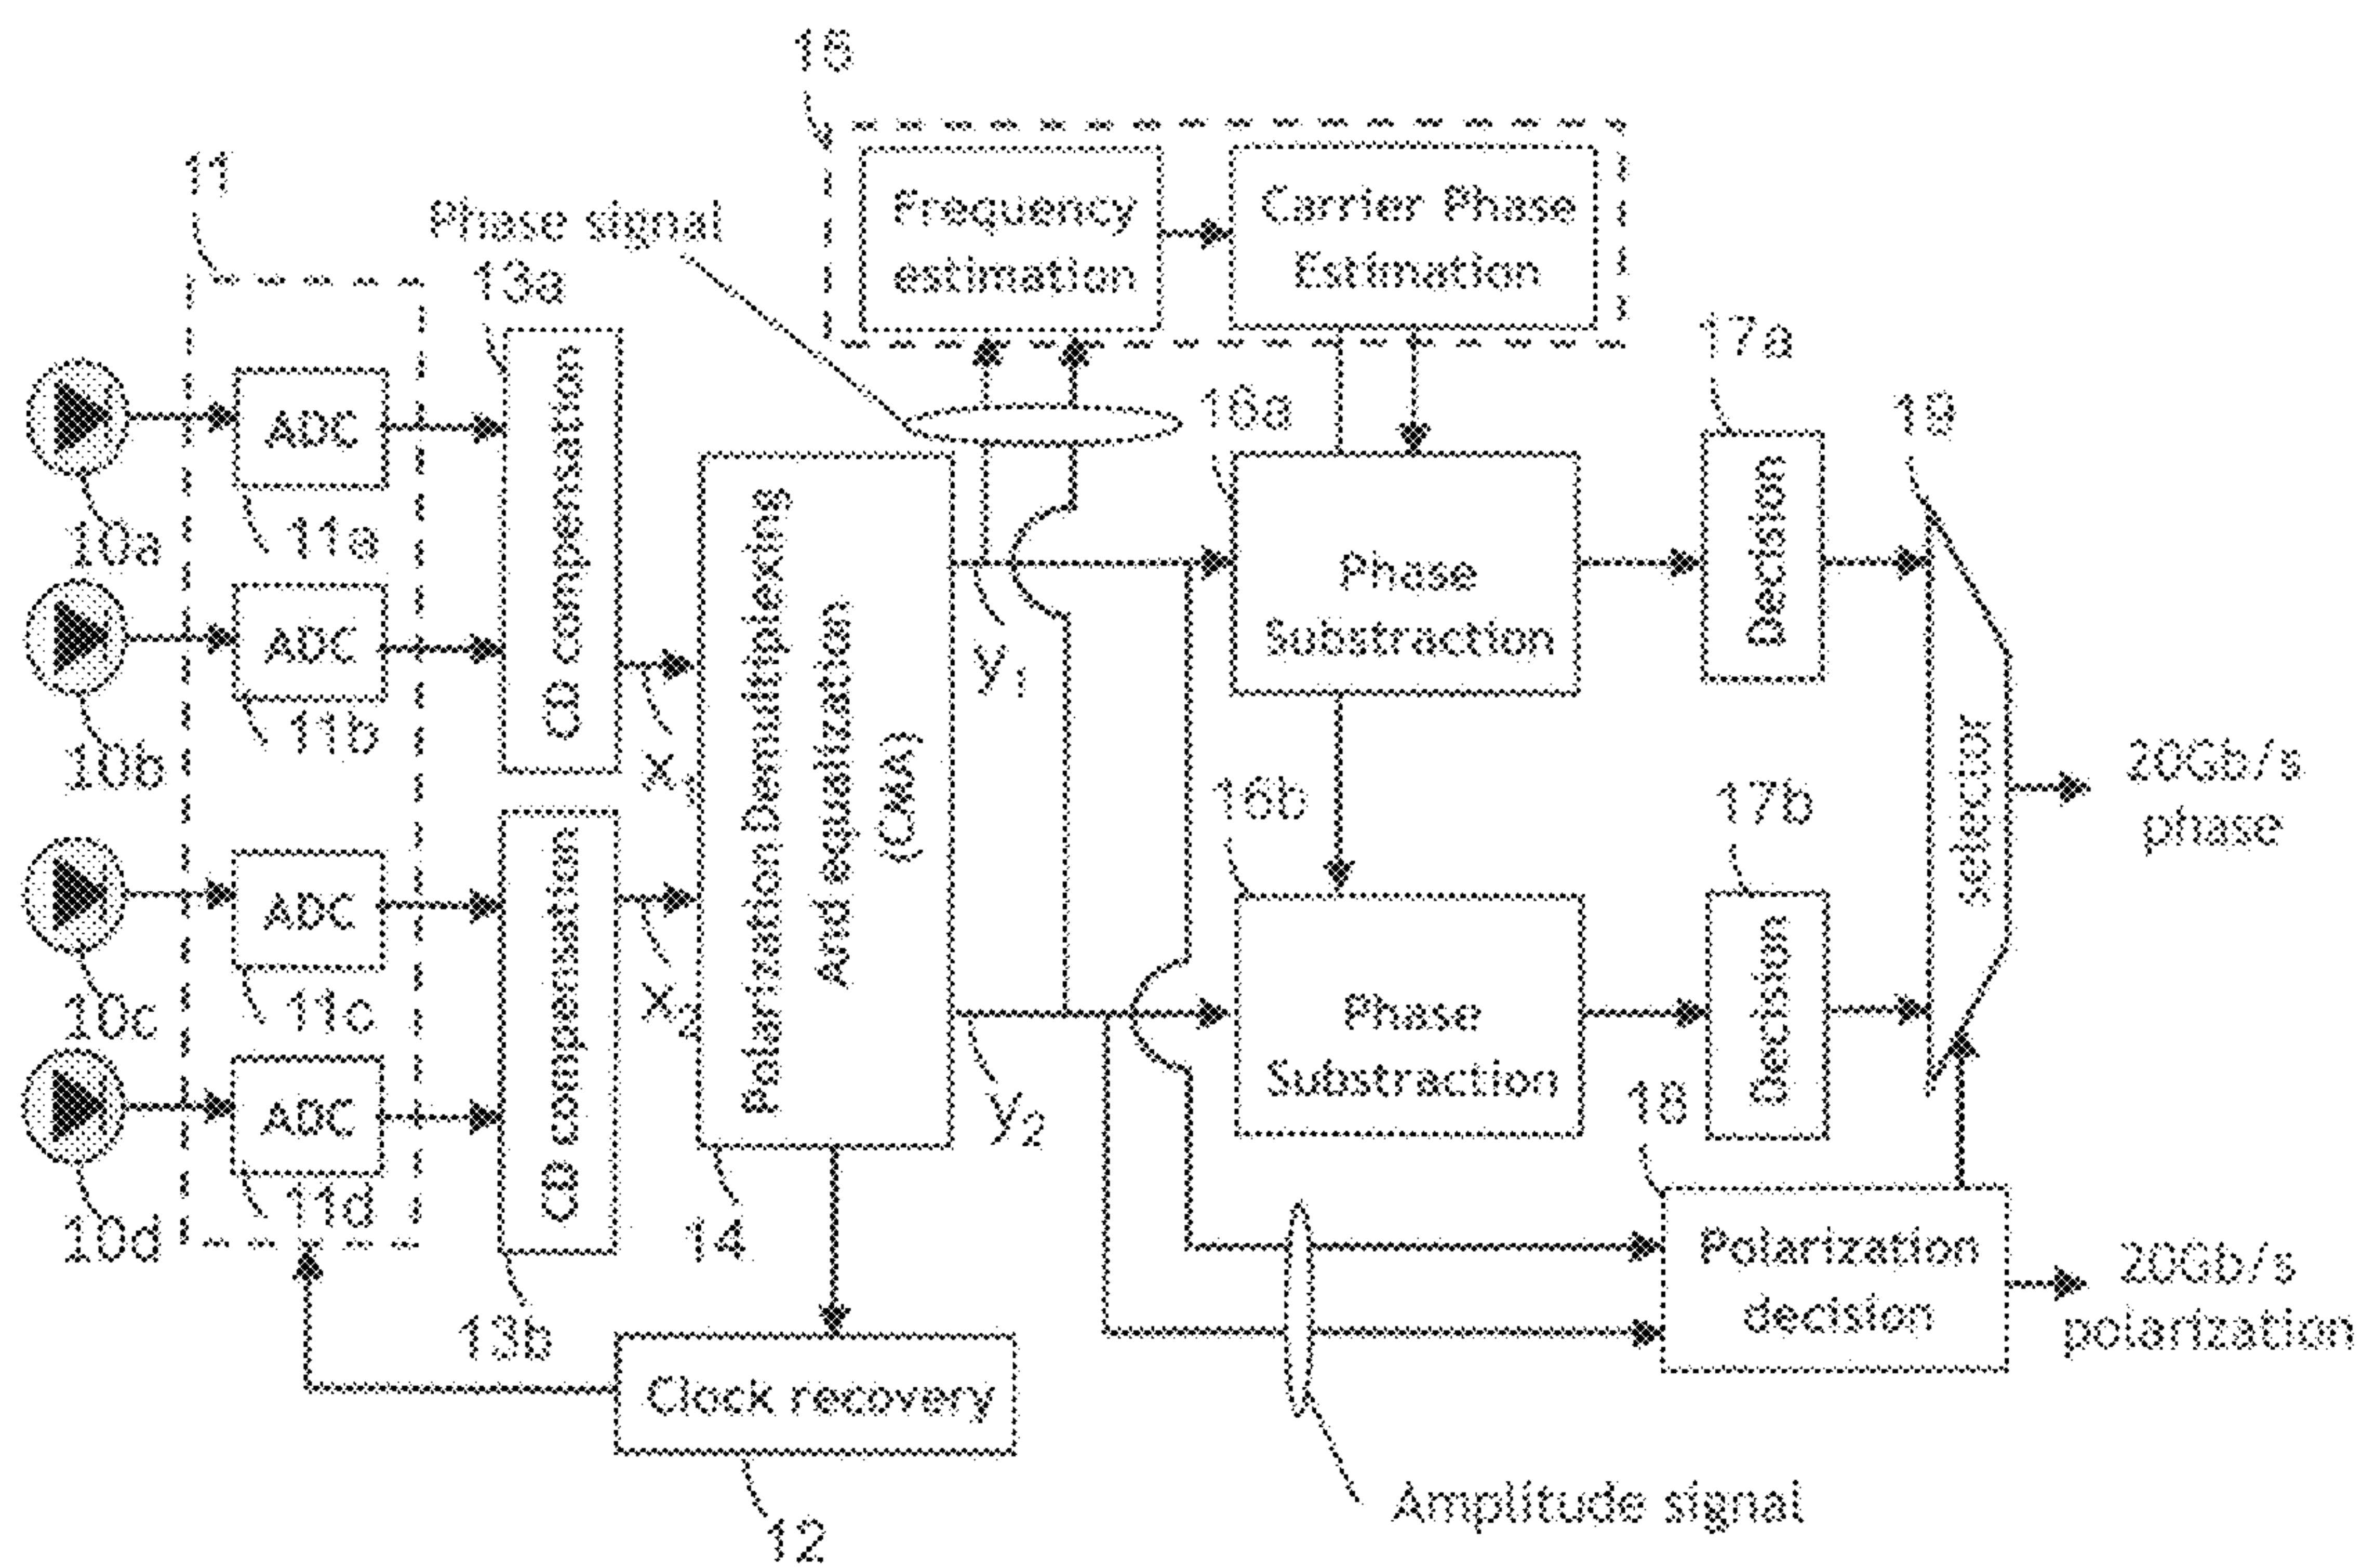 16
11
Phase signal
13a
Frequency
estimation
Carrier Phase
Estimation
17a
19
16a
ADC
10a
11a
CD compensation
Polarization Demultiplexing
And equalization
(CMA)
Phase
Substraction
Decision
ADC
10b
11b
x1
y1
16b
17b
selector
20Gb/s
phase
ADC
10c
11c
CD compensation
x2
Phase
Substraction
Decision
ADC
10d
11d
y2
18
14
Polarization
decision
20Gb/s
polarization
13b
Clock recovery
12
Amplitude signal